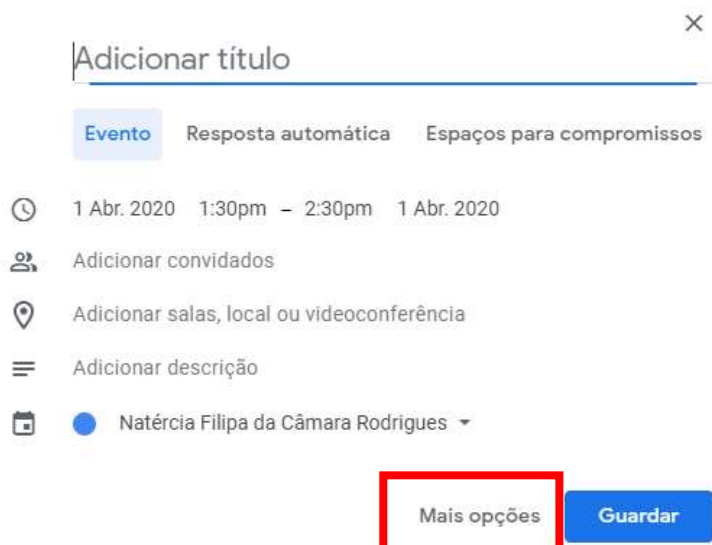 Adicionar título
Evento Resposta automática Espaços para compromissos
1 Abr. 2020 1:30pm – 2:30pm 1 Abr. 2020
Adicionar convidados
Adicionar salas, local ou videoconferência
Adicionar descrição
Natércia Filipa da Câmara Rodrigues
Mais opções Guardar